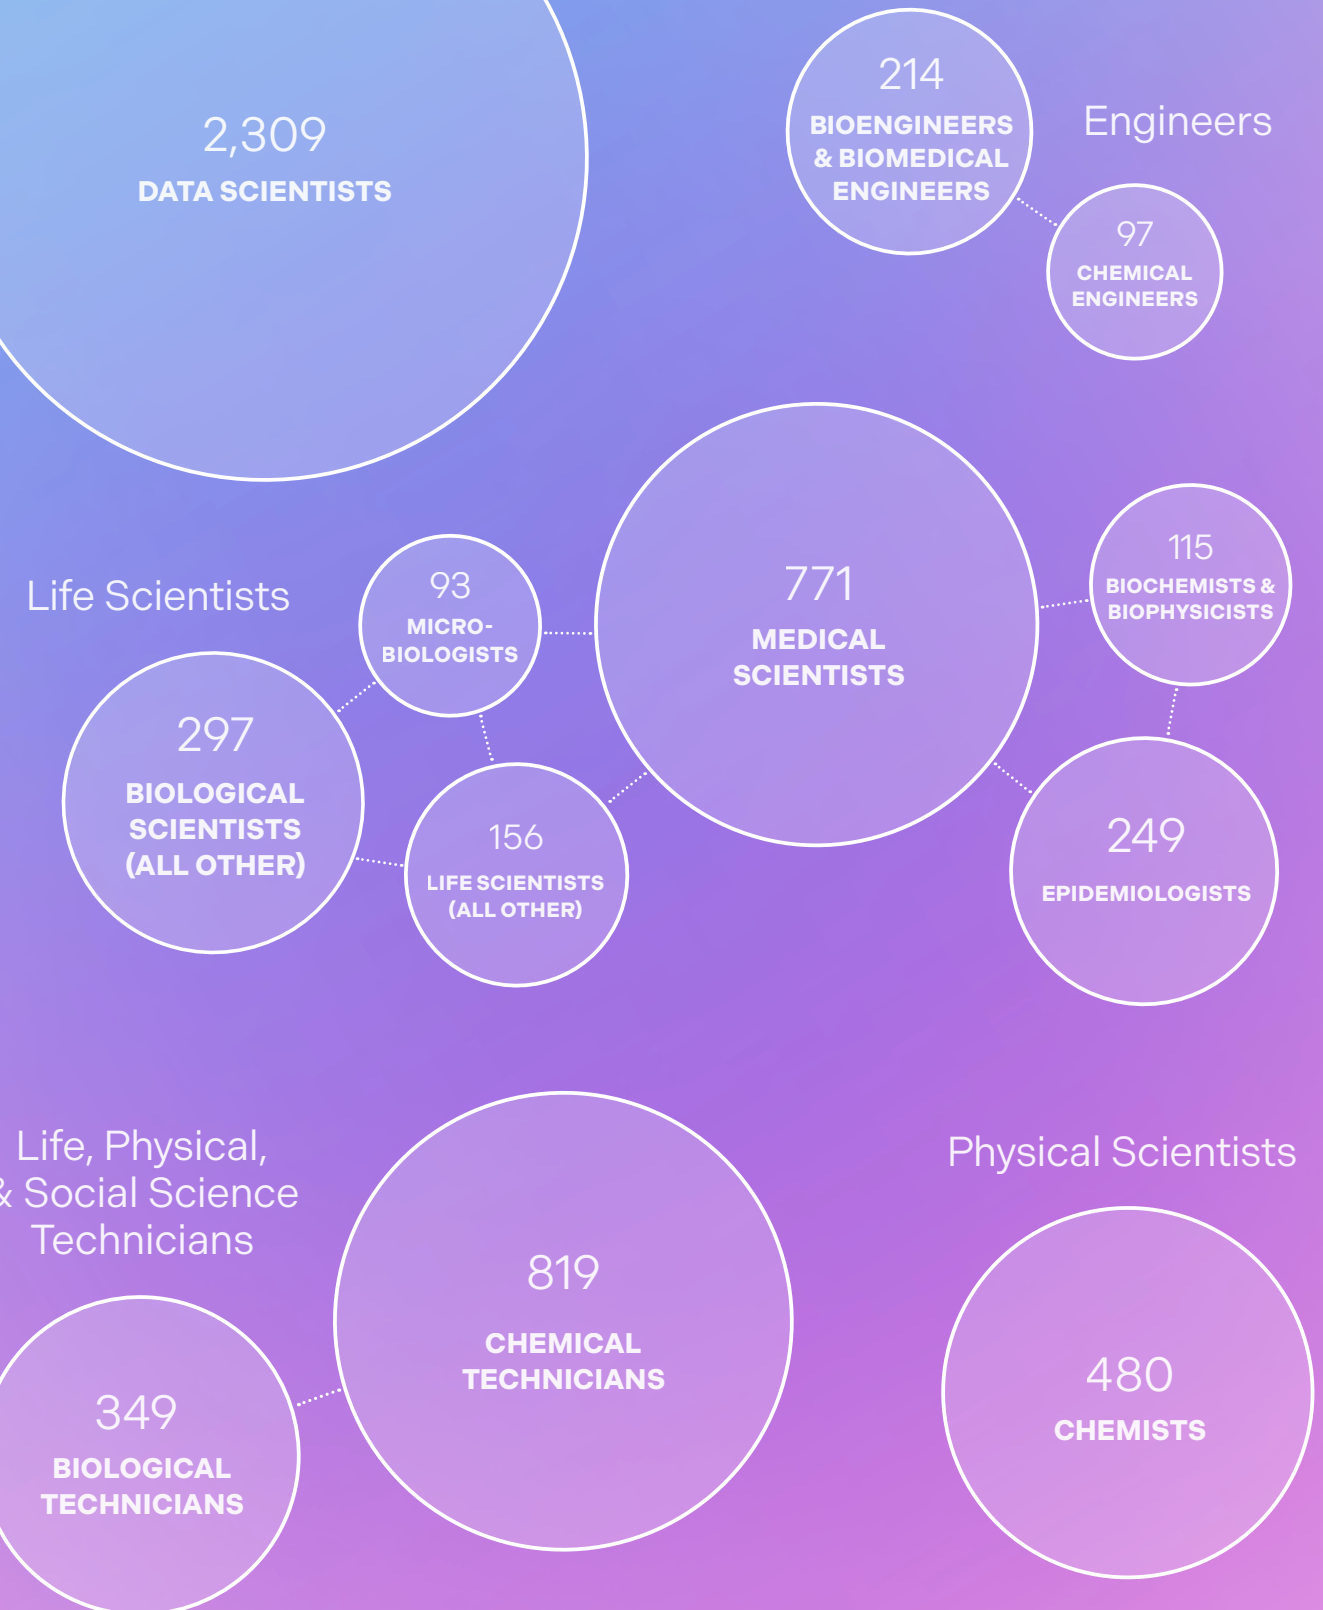 2,309
DATA SCIENTISTS
214
BIOENGINEERS
& BIOMEDICAL
ENGINEERS
Engineers
97
CHEMICAL
ENGINEERS
Life Scientists
93
MICRO-
BIOLOGISTS
771
MEDICAL
SCIENTISTS
115
BIOCHEMISTS &
BIOPHYSICISTS
297
BIOLOGICAL
SCIENTISTS
(ALL OTHER)
156
LIFE SCIENTISTS
(ALL OTHER)
249
EPIDEMIOLOGISTS
Life, Physical,
& Social Science
Technicians
819
CHEMICAL
TECHNICIANS
349
BIOLOGICAL
TECHNICIANS
Physical Scientists
480
CHEMISTS